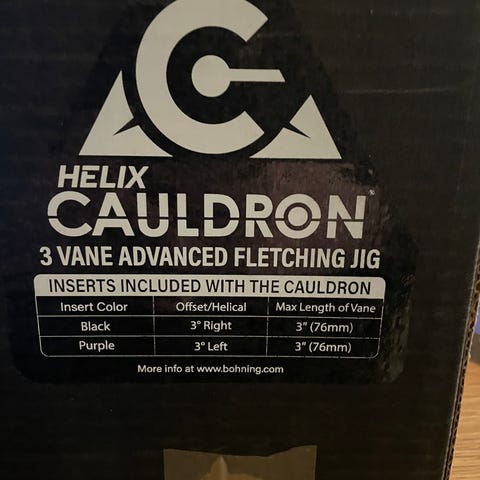 HELIX
CAULDRON®
3 VANE ADVANCED FLETCHING JIG
INSERTS INCLUDED WITH THE CAULDRON
Insert Color Offset/Helical Max Length of Vane
Black 3° Right 3" (76mm)
Purple 3° Left 3" (76mm)
More info at www.bohning.com